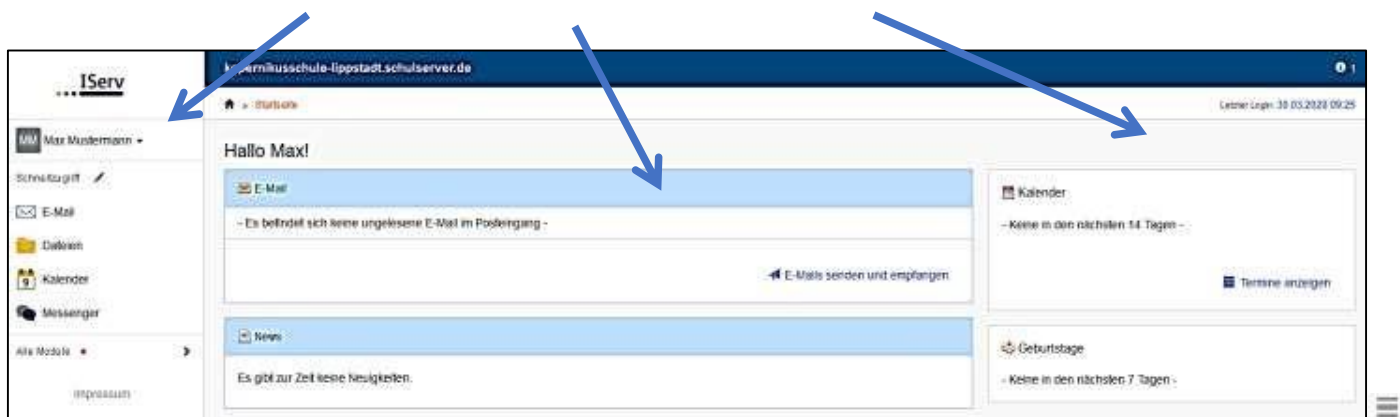 IServ
kopernikusschule-lippstadt.schulserver.de
1
» Startseite
Letzter Login: 30.03.2020 09:25
MM Max Mustermann
Schnellzugriff
E-Mail
Dateien
9 Kalender
Messenger
Alle Module
Impressum
Hallo Max!
E-Mail
- Es befindet sich keine ungelesene E-Mail im Posteingang -
E-Mails senden und empfangen
News
Es gibt zur Zeit keine Neuigkeiten.
Kalender
- Keine in den nächsten 14 Tagen -
Termine anzeigen
Geburtstage
- Keine in den nächsten 7 Tagen -